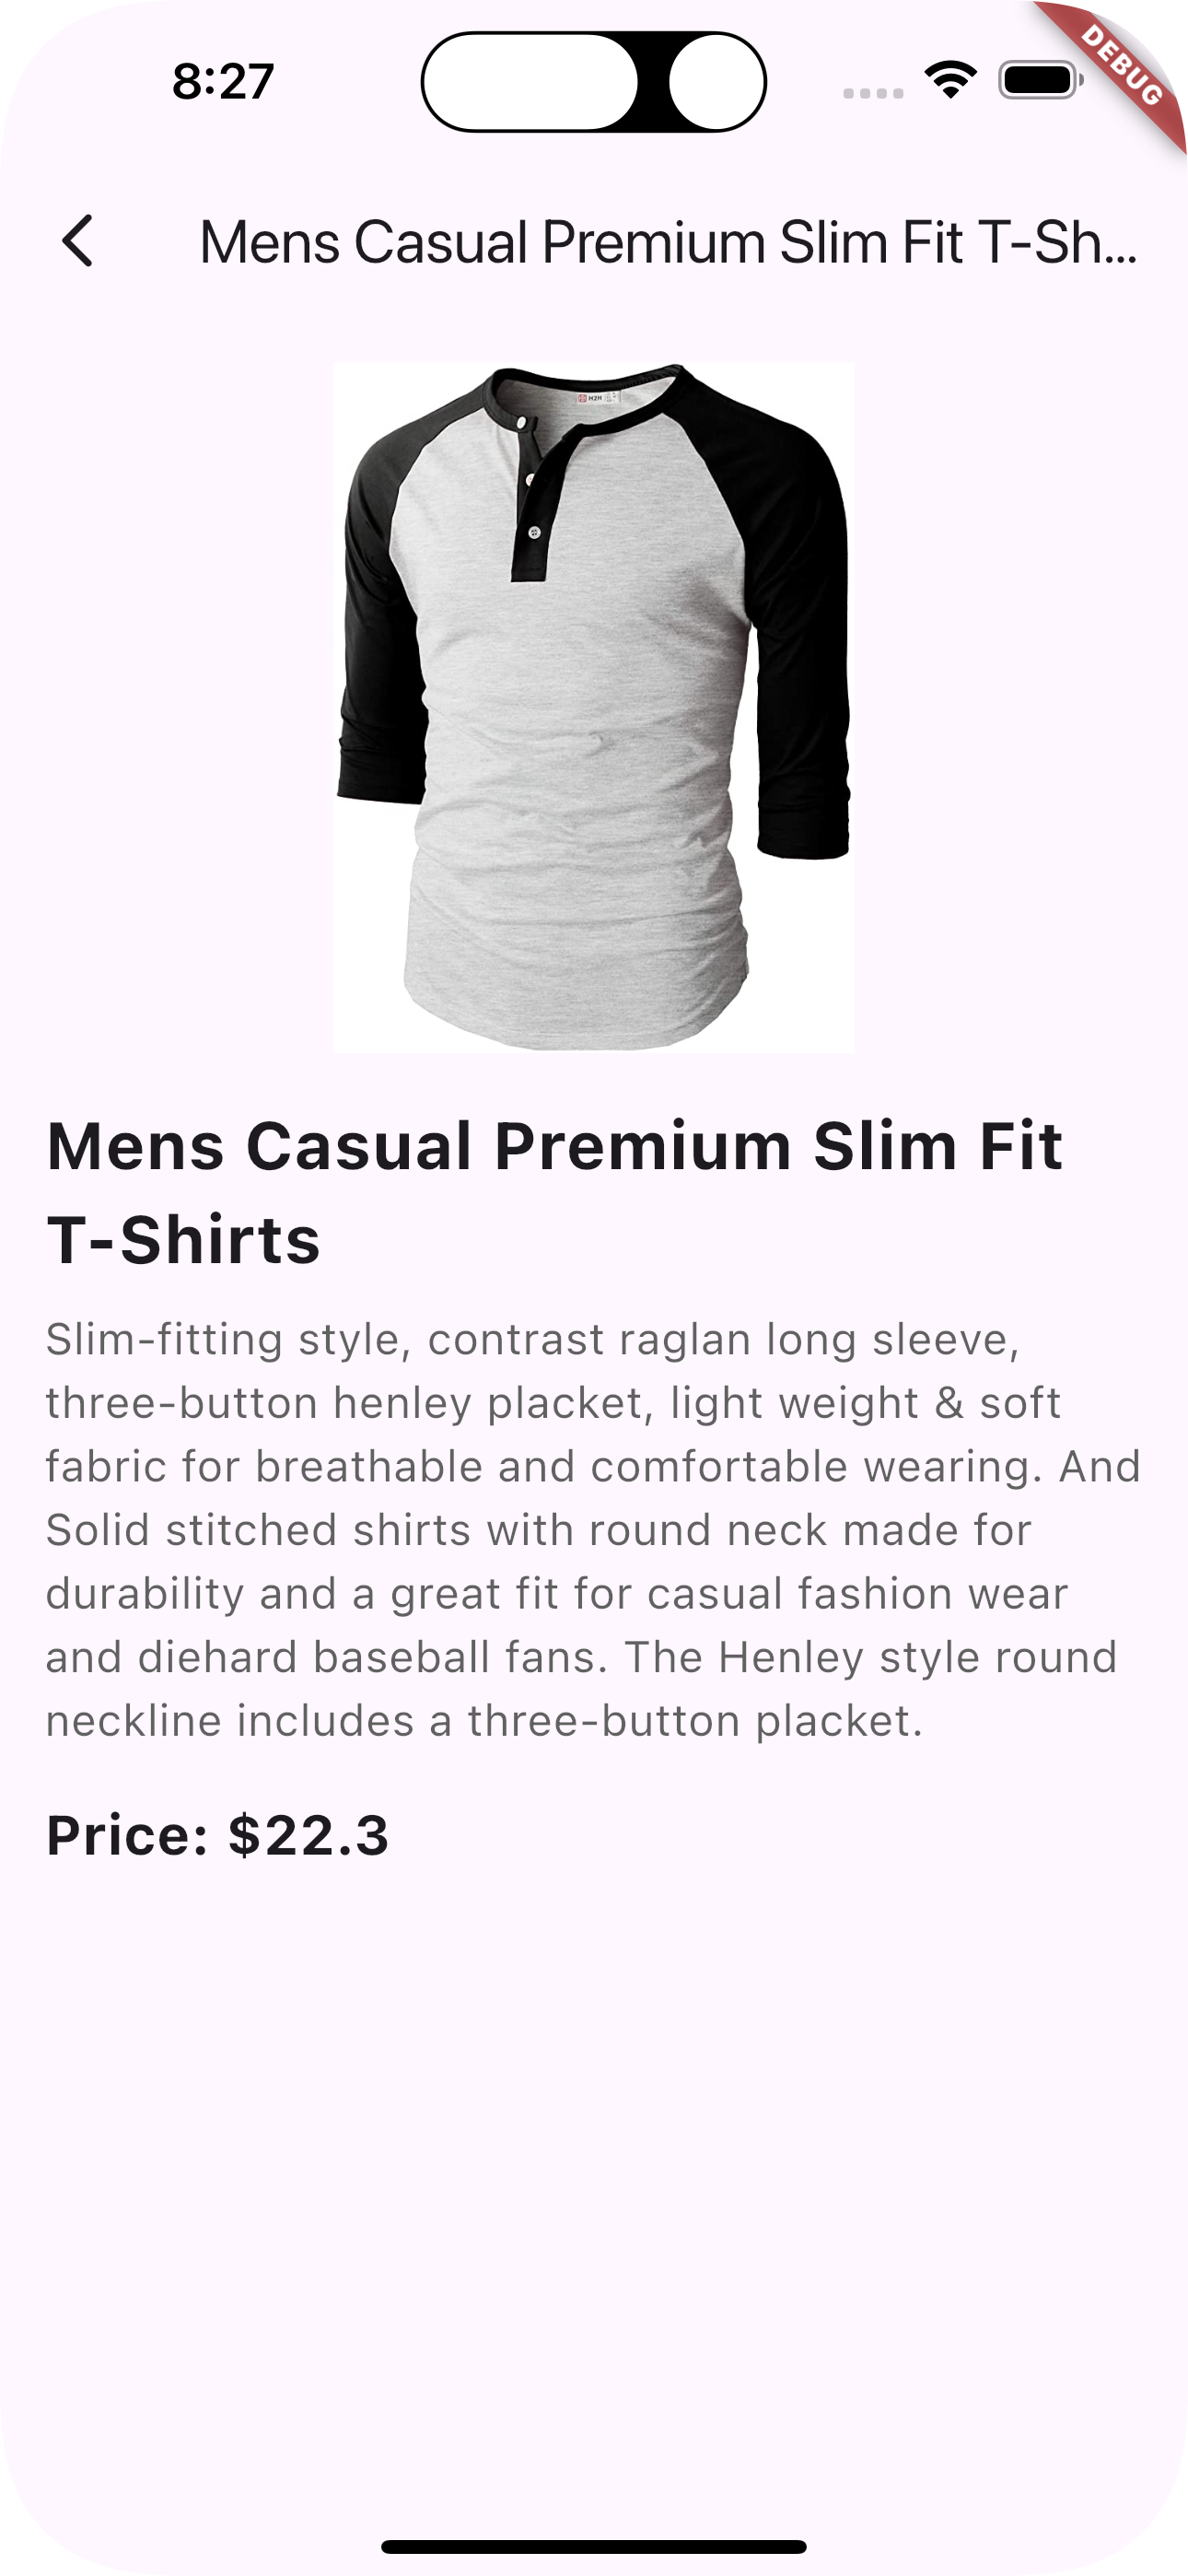 8:27
DEBUG
Mens Casual Premium Slim Fit T-Sh...
H2H
Mens Casual Premium Slim Fit
T-Shirts
Slim-fitting style, contrast raglan long sleeve,
three-button henley placket, light weight & soft
fabric for breathable and comfortable wearing. And
Solid stitched shirts with round neck made for
durability and a great fit for casual fashion wear
and diehard baseball fans. The Henley style round
neckline includes a three-button placket.
Price: $22.3